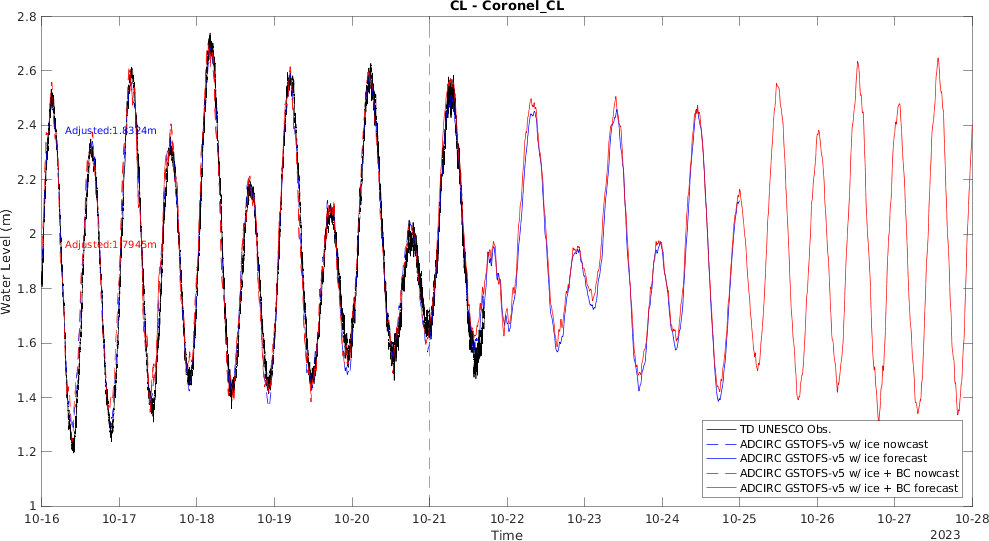 CL - Coronel_CL
2.8
2.6
2.4
2.2
2
1.8
1.6
1.4
1.2
1
Water Level (m)
Adjusted:1.8324m
Adjusted:1.7945m
TD UNESCO Obs.
ADCIRC GSTOFS-v5 w/ ice nowcast
ADCIRC GSTOFS-v5 w/ ice forecast
ADCIRC GSTOFS-v5 w/ ice + BC nowcast
ADCIRC GSTOFS-v5 w/ ice + BC forecast
10-16 10-17 10-18 10-19 10-20 10-21 10-22 10-23 10-24 10-25 10-26 10-27 10-28
Time
2023